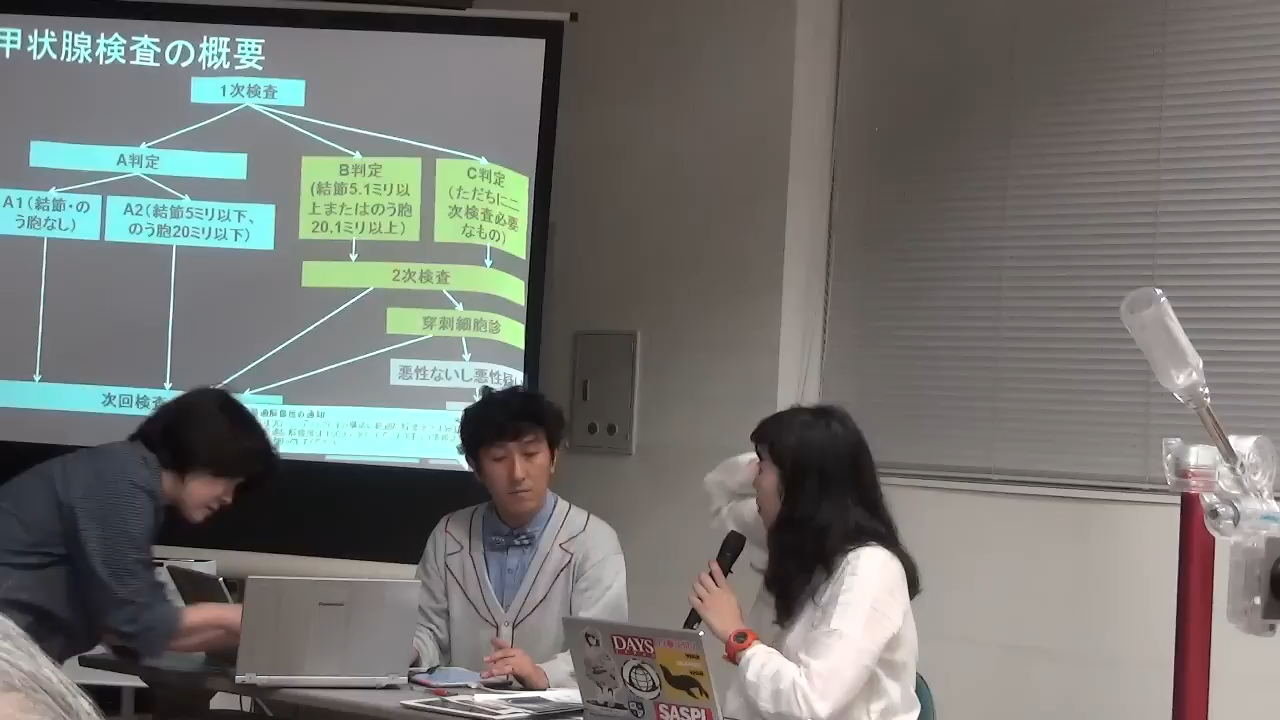 甲状腺検査の概要
1次検査
A判定
B判定
(結節5.1ミリ以
上またはのう胞
20.1ミリ以上)
C判定
(ただちに二
次検査必要
なもの)
A1(結節・の
う胞なし)
A2(結節5ミリ以下、
のう胞20ミリ以下)
2次検査
穿刺細胞診
悪性ないし悪性疑い
次回検査
DAYS
SASPL